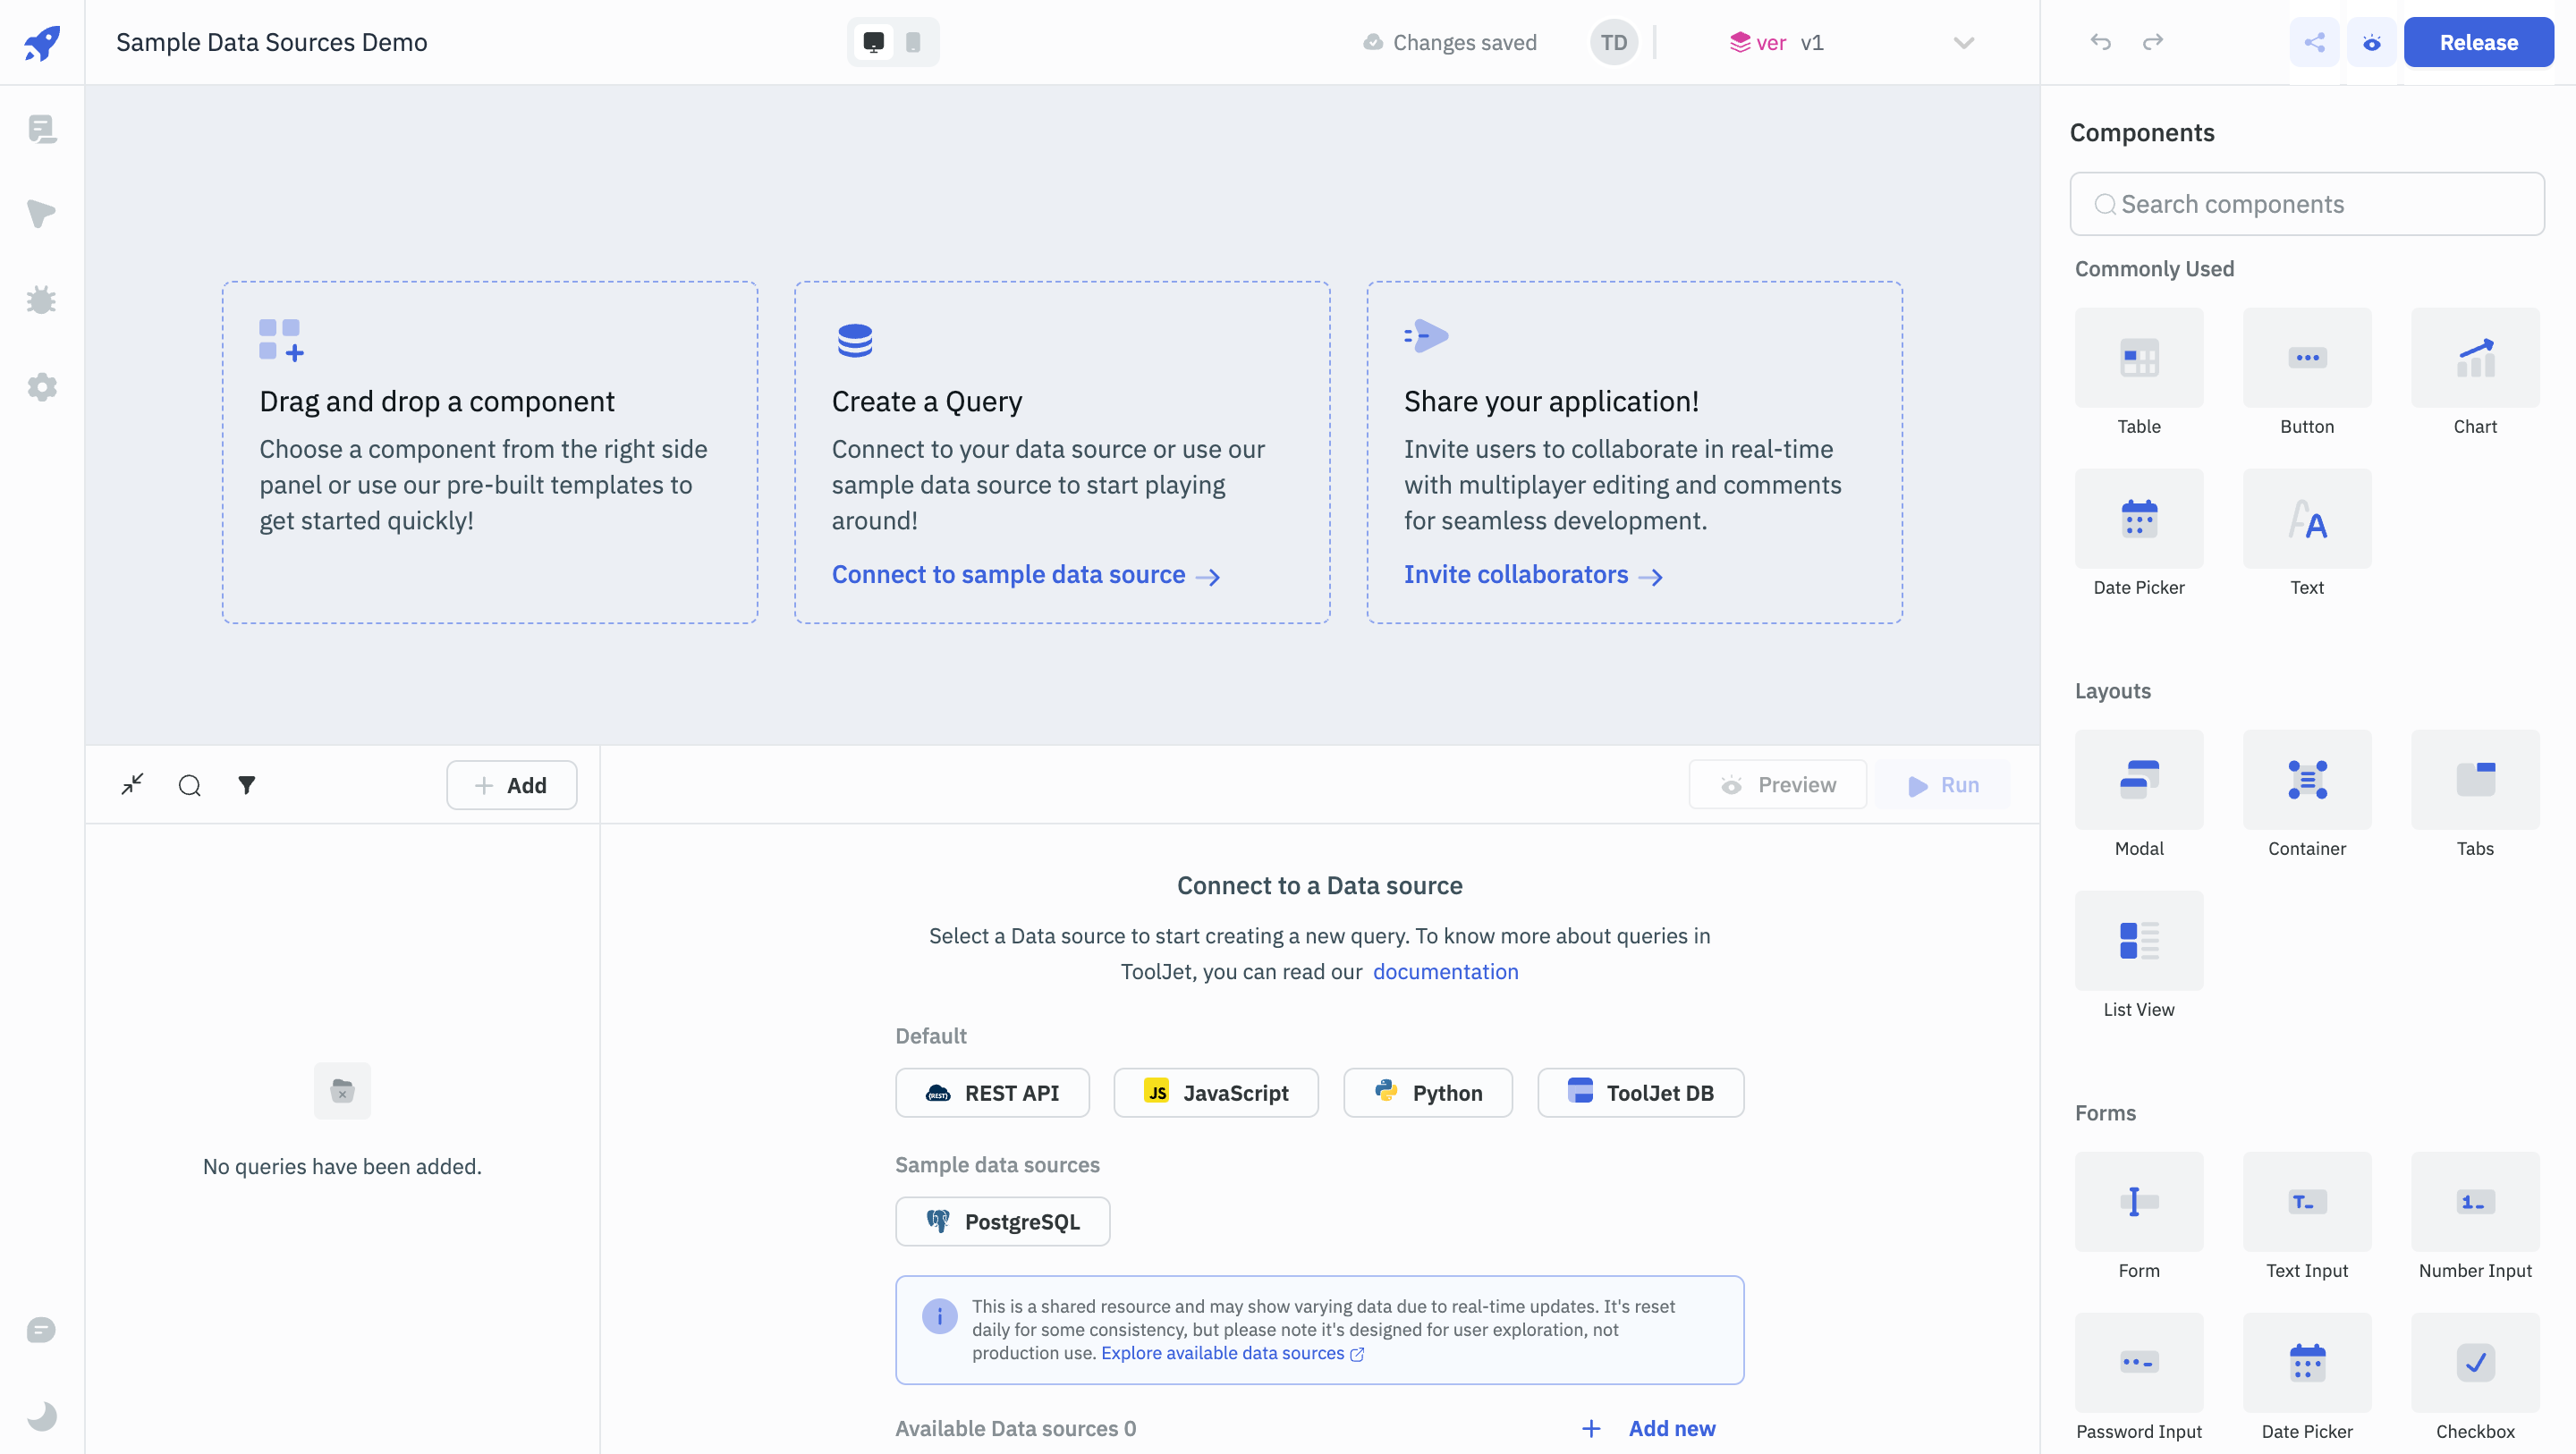 Sample Data Sources Demo
Changes saved
TD
ver v1
Release
Drag and drop a component
Choose a component from the right side
panel or use our pre-built templates to
get started quickly!
Create a Query
Connect to your data source or use our
sample data source to start playing
around!
Connect to sample data source
Share your application!
Invite users to collaborate in real-time
with multiplayer editing and comments
for seamless development.
Invite collaborators
Add
Preview
Run
No queries have been added.
Connect to a Data source
Select a Data source to start creating a new query. To know more about queries in
ToolJet, you can read our documentation
Default
{REST} REST API
JS JavaScript
Python
ToolJet DB
Sample data sources
PostgreSQL
This is a shared resource and may show varying data due to real-time updates. It's reset
daily for some consistency, but please note it's designed for user exploration, not
production use. Explore available data sources
Available Data sources 0
Add new
Components
Search components
Commonly Used
Table
Button
Chart
Date Picker
Text
Layouts
Modal
Container
Tabs
List View
Forms
Form
Text Input
Number Input
Password Input
Date Picker
Checkbox